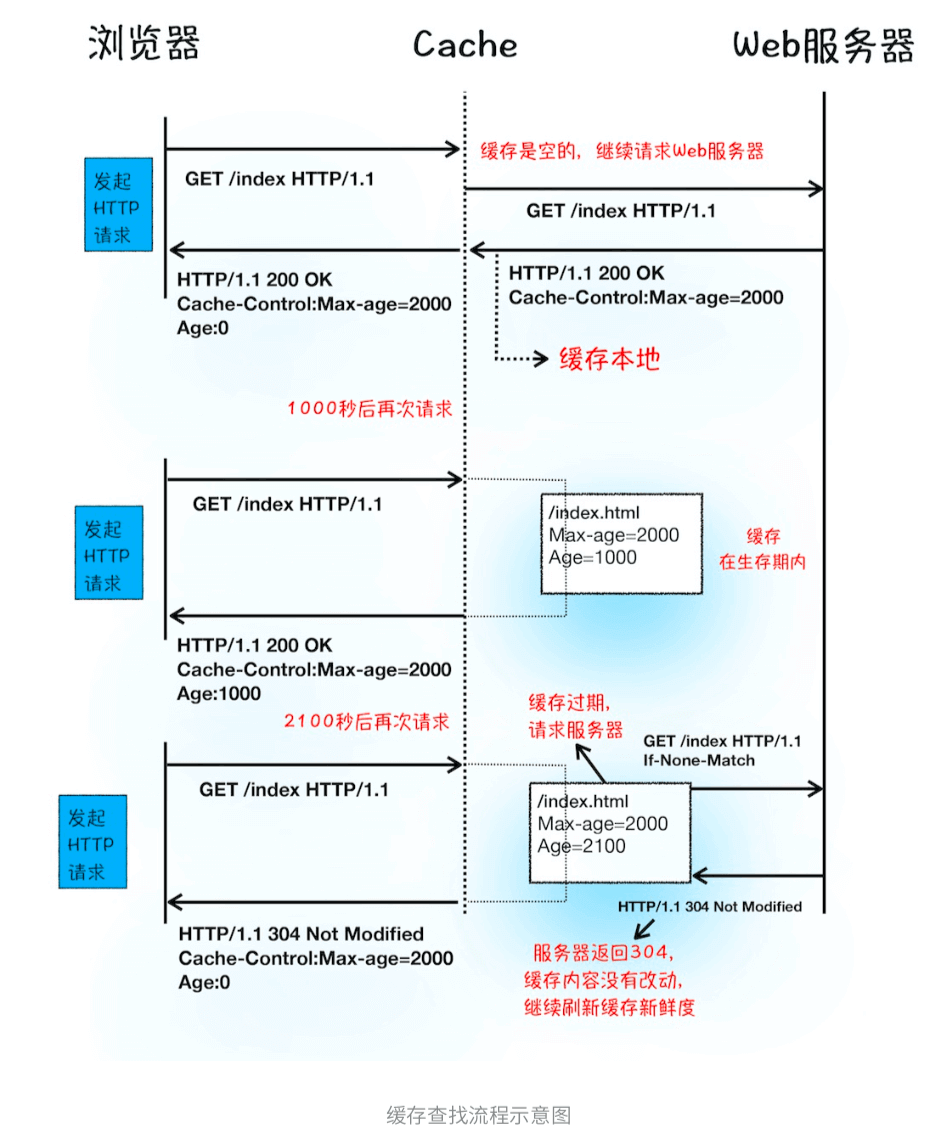 浏览器
Cache
Web服务器
缓存是空的，继续请求Web服务器
发起
HTTP
请求
GET /index HTTP/1.1
GET /index HTTP/1.1
HTTP/1.1 200 OK
Cache-Control:Max-age=2000
Age:0
HTTP/1.1 200 OK
Cache-Control:Max-age=2000
缓存本地
1000秒后再次请求
发起
HTTP
请求
GET /index HTTP/1.1
/index.html
Max-age=2000
Age=1000
缓存
在生存期内
HTTP/1.1 200 OK
Cache-Control:Max-age=2000
Age:1000
2100秒后再次请求
缓存过期，
请求服务器
GET /index HTTP/1.1
If-None-Match
发起
HTTP
请求
GET /index HTTP/1.1
/index.html
Max-age=2000
Age=2100
HTTP/1.1 304 Not Modified
HTTP/1.1 304 Not Modified
Cache-Control:Max-age=2000
Age:0
服务器返回304，
缓存内容没有改动，
继续刷新缓存新鲜度
缓存查找流程示意图